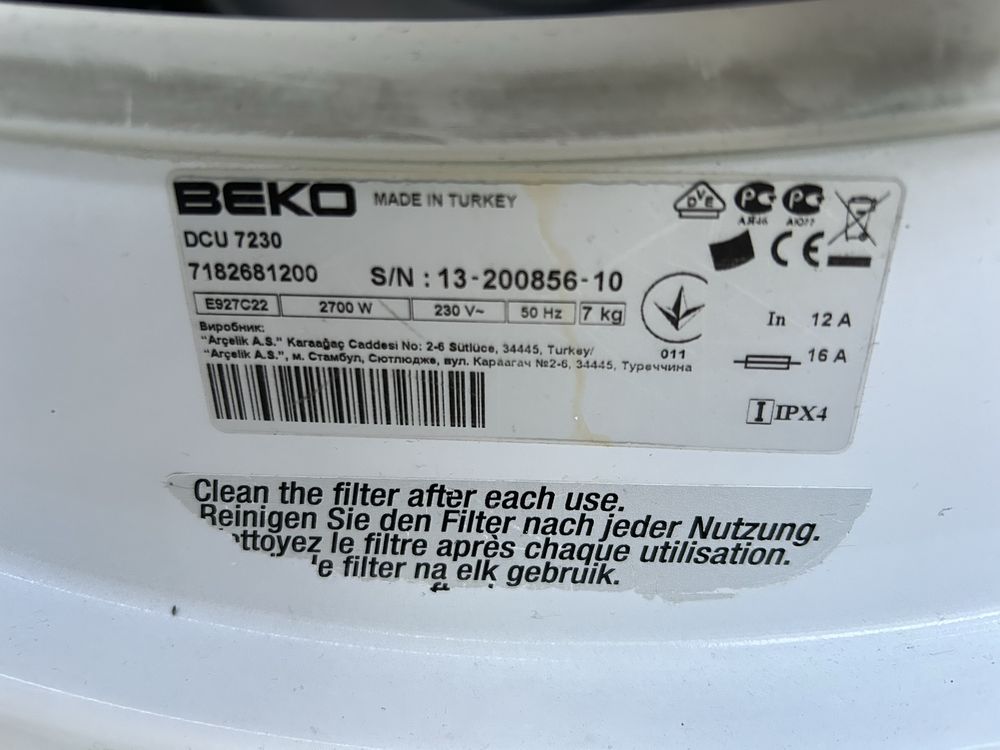 BEKO MADE IN TURKEY
DCU 7230
7182681200 S/N : 13-200856-10
E927C22 2700 W 230 V~ 50 Hz 7 kg
Виробник:
"Arçelik A.S." Karaağaç Caddesi No: 2-6 Sütlüce, 34445, Turkey/
"Arçelik A.S.", м. Стамбул, Сютлюдже, вул. Караагач №2-6, 34445, Туреччина
DVE
PC PC
CE
011
In 12 A
16 A
I IPX4
Clean the filter after each use.
Reinigen Sie den Filter nach jeder Nutzung.
ttoyez le filtre après chaque utilisation.
e filter na elk gebruik.